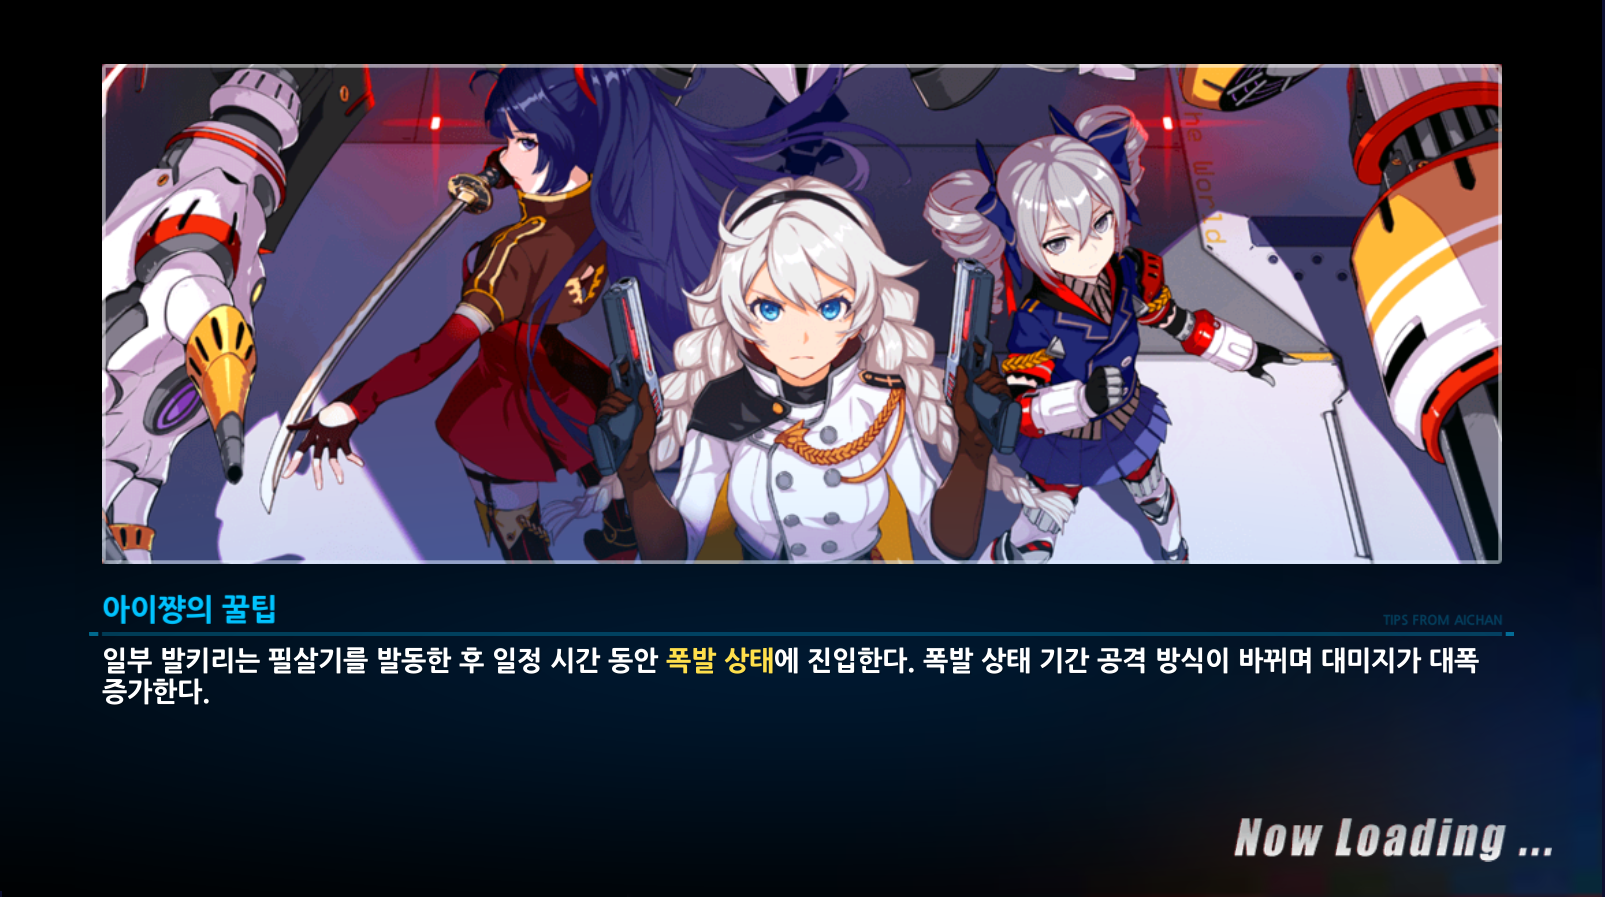 he world
아이쨩의 꿀팁
TIPS FROM AICHAN
일부 발키리는 필살기를 발동한 후 일정 시간 동안 폭발 상태에 진입한다. 폭발 상태 기간 공격 방식이 바뀌며 대미지가 대폭
증가한다.
Now Loading ...